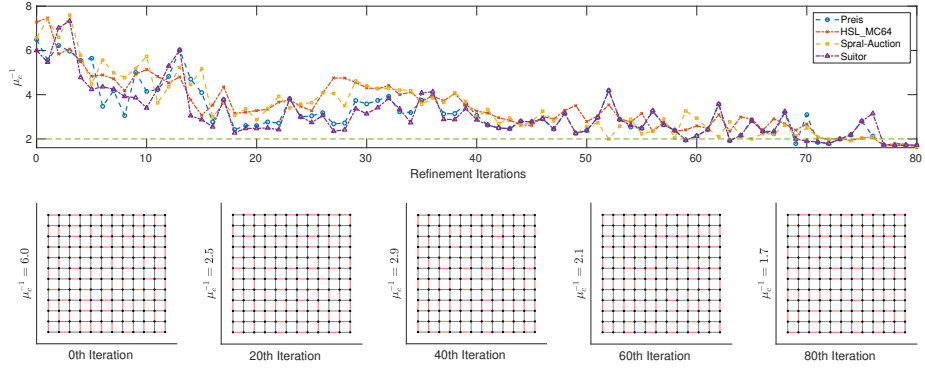 8
6
4
2
μ_c^{-1}
Preis
HSL_MC64
Spral-Auction
Suitor
0 10 20 30 40 50 60 70 80
Refinement Iterations
μ_c^{-1} = 6.0
μ_c^{-1} = 2.5
μ_c^{-1} = 2.9
μ_c^{-1} = 2.1
μ_c^{-1} = 1.7
0th Iteration
20th Iteration
40th Iteration
60th Iteration
80th Iteration